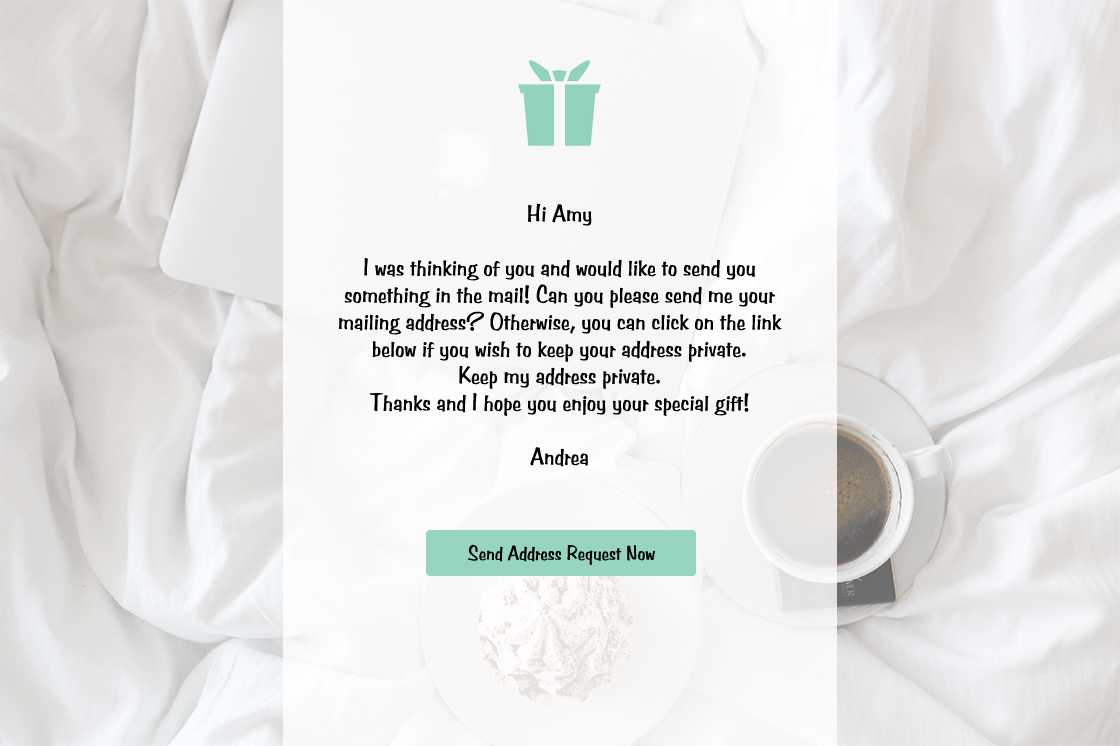 Hi Amy
I was thinking of you and would like to send you
something in the mail! Can you please send me your
mailing address? Otherwise, you can click on the link
below if you wish to keep your address private.
Keep my address private.
Thanks and I hope you enjoy your special gift!
Andrea
Send Address Request Now